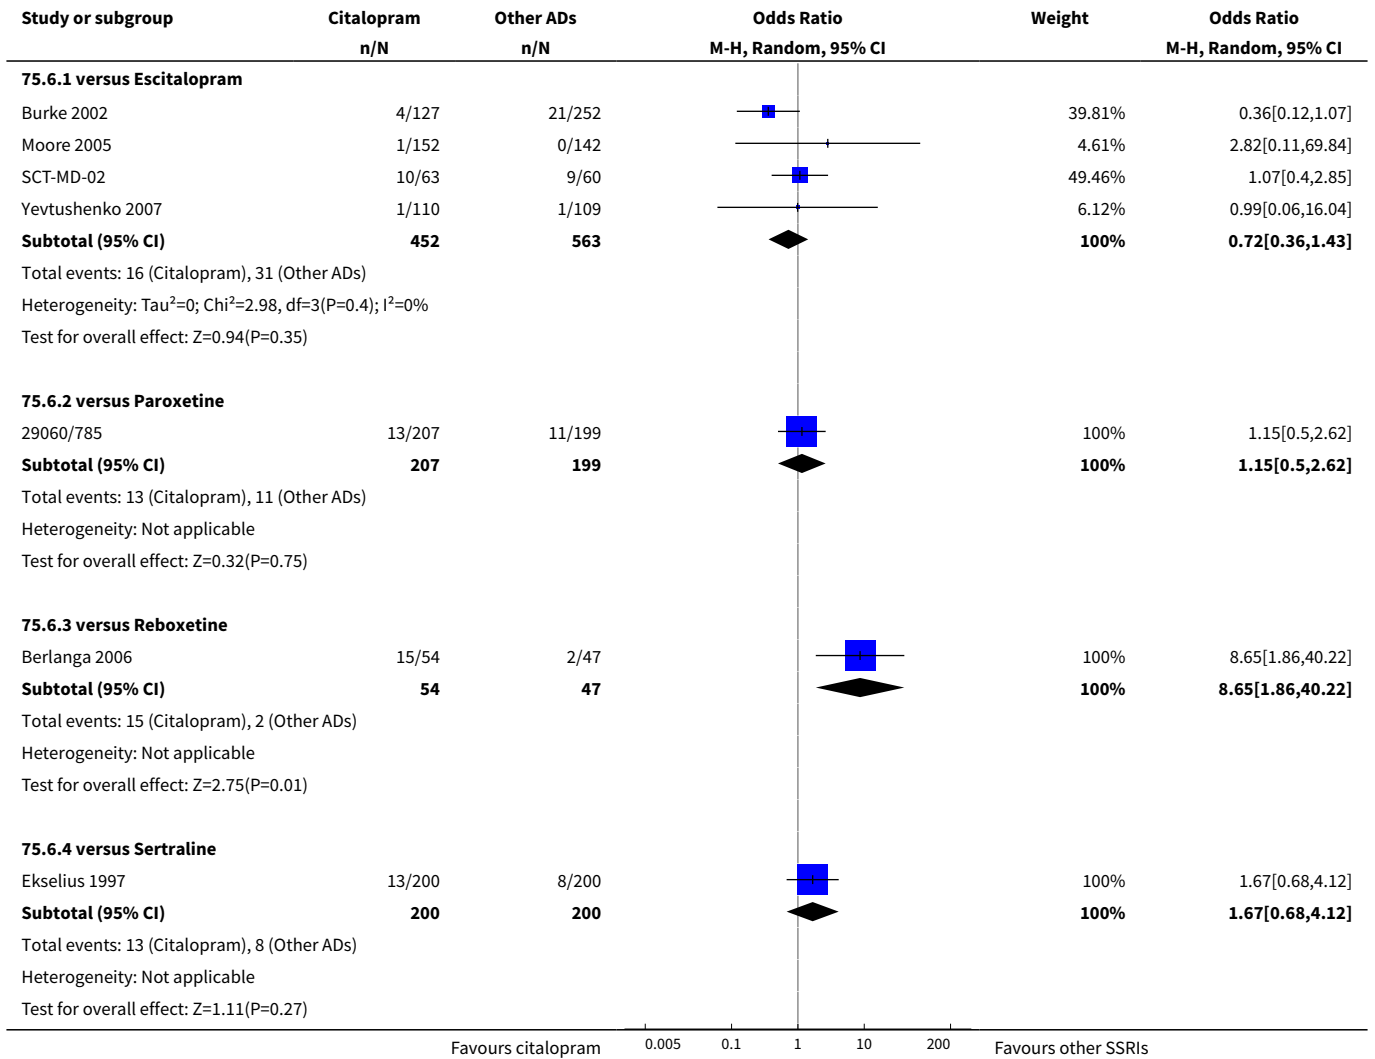 Study or subgroup Citalopram Other ADs Odds Ratio Weight Odds Ratio
n/N n/N M-H, Random, 95% CI M-H, Random, 95% CI
75.6.1 versus Escitalopram
Burke 2002 4/127 21/252 39.81% 0.36[0.12,1.07]
Moore 2005 1/152 0/142 4.61% 2.82[0.11,69.84]
SCT-MD-02 10/63 9/60 49.46% 1.07[0.4,2.85]
Yevtushenko 2007 1/110 1/109 6.12% 0.99[0.06,16.04]
Subtotal (95% CI) 452 563 100% 0.72[0.36,1.43]
Total events: 16 (Citalopram), 31 (Other ADs)
Heterogeneity: Tau²=0; Chi²=2.98, df=3(P=0.4); I²=0%
Test for overall effect: Z=0.94(P=0.35)
75.6.2 versus Paroxetine
29060/785 13/207 11/199 100% 1.15[0.5,2.62]
Subtotal (95% CI) 207 199 100% 1.15[0.5,2.62]
Total events: 13 (Citalopram), 11 (Other ADs)
Heterogeneity: Not applicable
Test for overall effect: Z=0.32(P=0.75)
75.6.3 versus Reboxetine
Berlanga 2006 15/54 2/47 100% 8.65[1.86,40.22]
Subtotal (95% CI) 54 47 100% 8.65[1.86,40.22]
Total events: 15 (Citalopram), 2 (Other ADs)
Heterogeneity: Not applicable
Test for overall effect: Z=2.75(P=0.01)
75.6.4 versus Sertraline
Ekselius 1997 13/200 8/200 100% 1.67[0.68,4.12]
Subtotal (95% CI) 200 200 100% 1.67[0.68,4.12]
Total events: 13 (Citalopram), 8 (Other ADs)
Heterogeneity: Not applicable
Test for overall effect: Z=1.11(P=0.27)
Favours citalopram 0.005 0.1 1 10 200 Favours other SSRIs